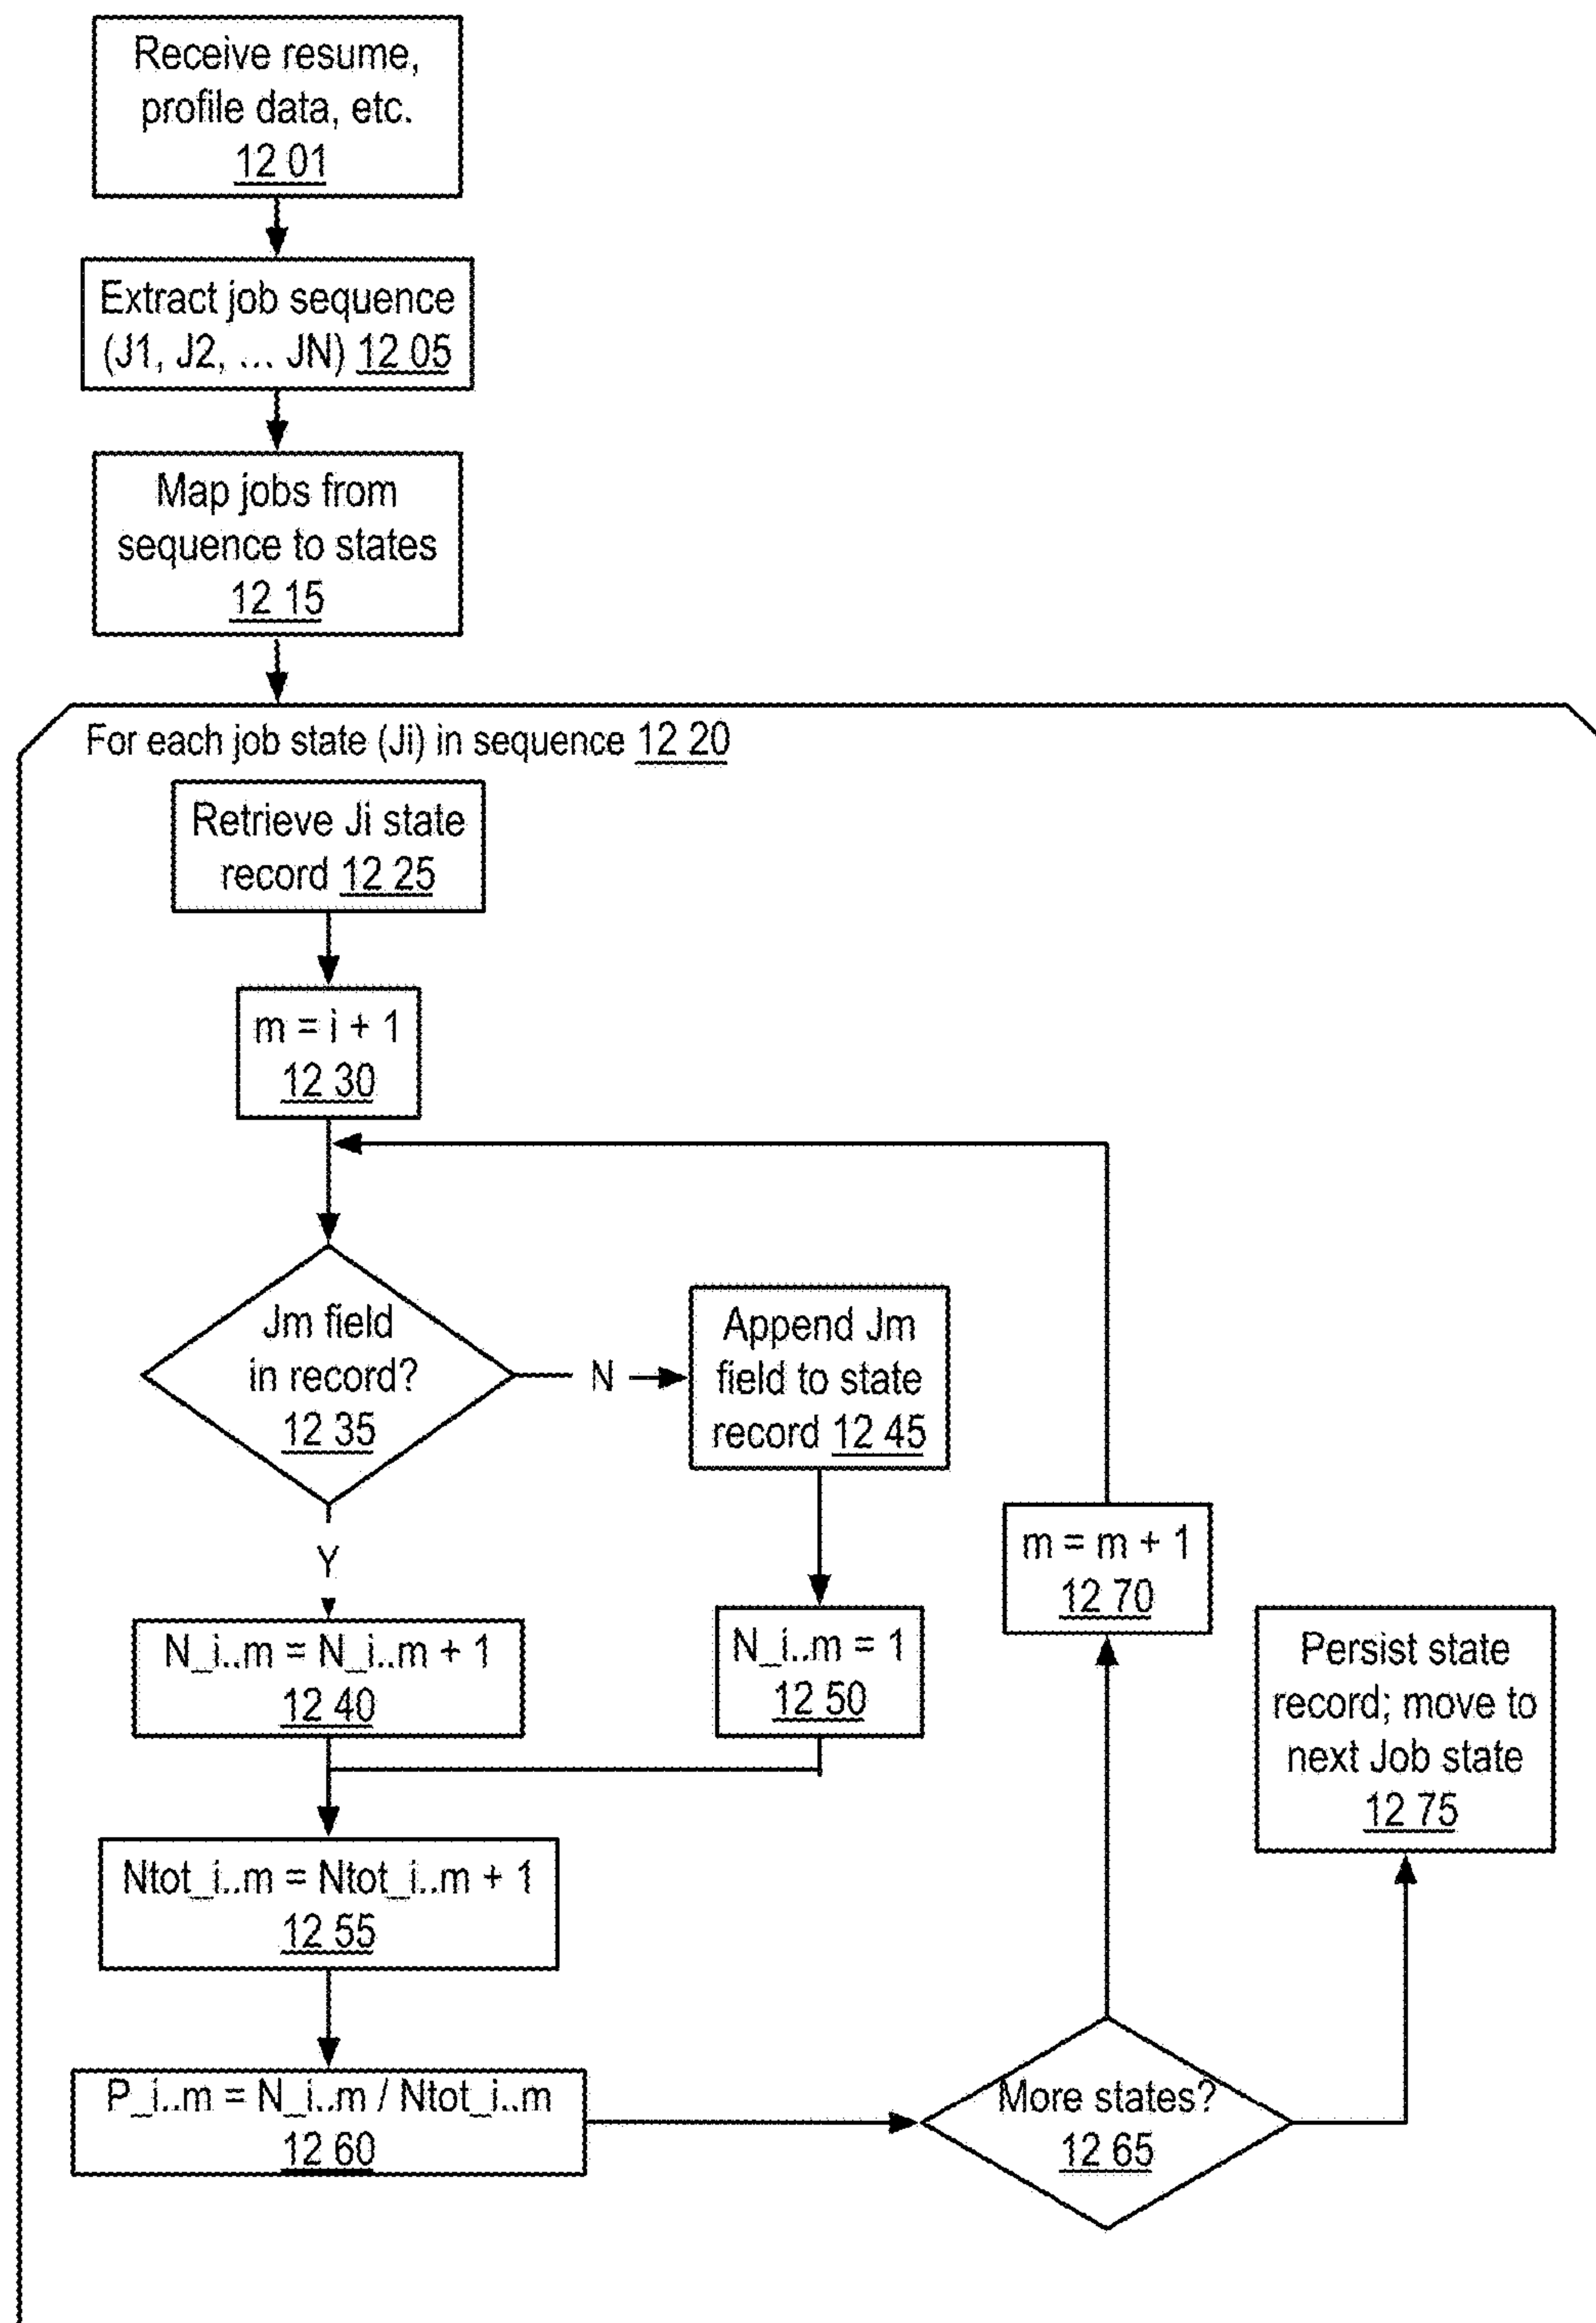 Receive resume,
profile data, etc.
12 01
Extract job sequence
(J1, J2, ... JN) 12 05
Map jobs from
sequence to states
12 15
For each job state (Ji) in sequence 12 20
Retrieve Ji state
record 12 25
m = i + 1
12 30
Jm field
in record?
12 35
N
Append Jm
field to state
record 12 45
Y
N_i..m = N_i..m + 1
12 40
N_i..m = 1
12 50
m = m + 1
12 70
Persist state
record; move to
next Job state
12 75
Ntot_i..m = Ntot_i..m + 1
12 55
P_i..m = N_i..m / Ntot_i..m
12 60
More states?
12 65